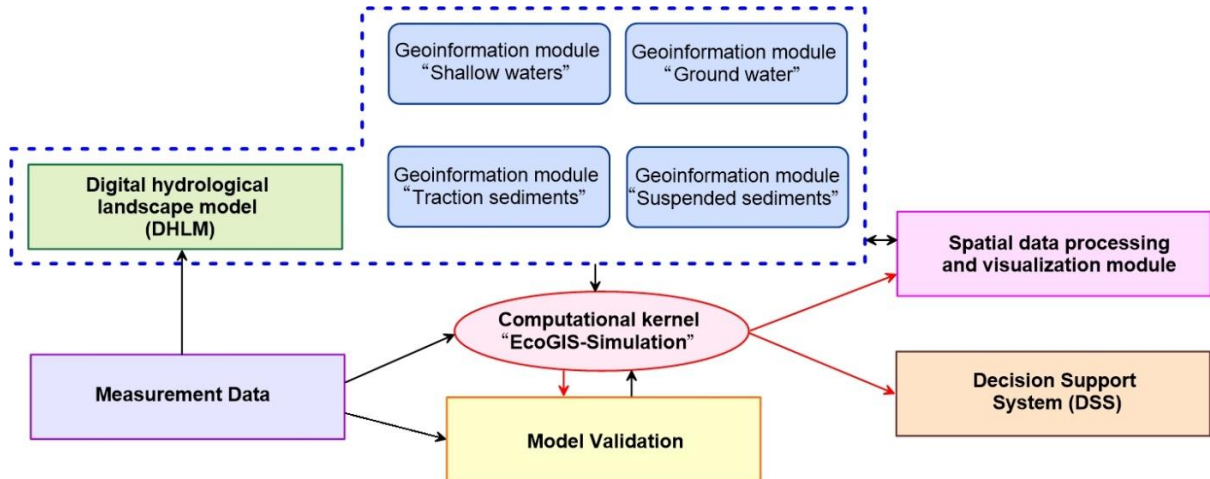 Geoinformation module
“Shallow waters”
Geoinformation module
“Ground water”
Geoinformation module
“Traction sediments”
Geoinformation module
“Suspended sediments”
Digital hydrological
landscape model
(DHLM)
Spatial data processing
and visualization module
Computational kernel
“EcoGIS-Simulation”
Measurement Data
Decision Support
System (DSS)
Model Validation